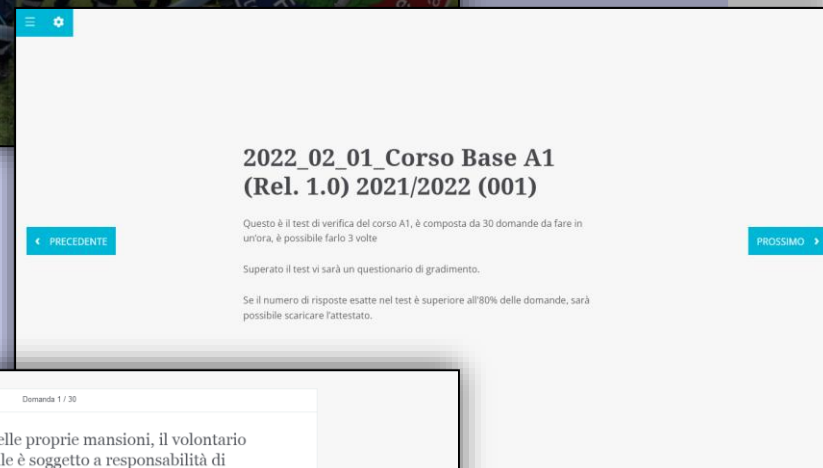 2022_02_01_Corso Base A1
(Rel. 1.0) 2021/2022 (001)
Questo è il test di verifica del corso A1, è composta da 30 domande da fare in
un'ora, è possibile farlo 3 volte
PRECEDENTE
PROSSIMO
Superato il test vi sarà un questionario di gradimento.
Se il numero di risposte esatte nel test è superiore all'80% delle domande, sarà
possibile scaricare l'attestato.
Domanda 1 / 30
elle proprie mansioni, il volontario
le è soggetto a responsabilità di